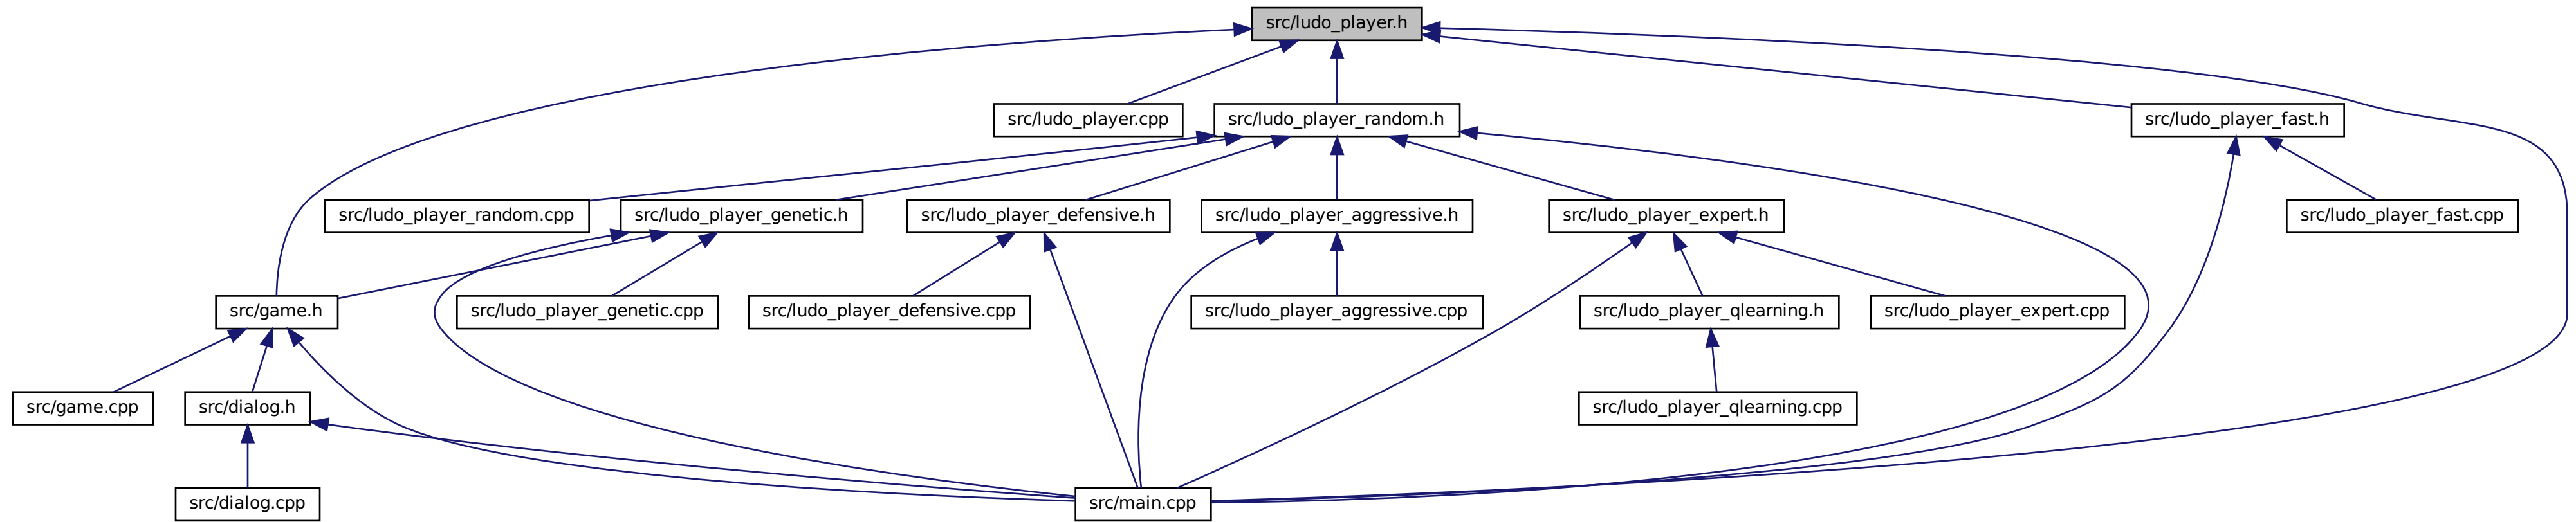 src/ludo_player.h
src/ludo_player.cpp
src/ludo_player_random.h
src/ludo_player_fast.h
src/ludo_player_random.cpp
src/ludo_player_genetic.h
src/ludo_player_defensive.h
src/ludo_player_aggressive.h
src/ludo_player_expert.h
src/ludo_player_fast.cpp
src/game.h
src/ludo_player_genetic.cpp
src/ludo_player_defensive.cpp
src/ludo_player_aggressive.cpp
src/ludo_player_qlearning.h
src/ludo_player_expert.cpp
src/game.cpp
src/dialog.h
src/ludo_player_qlearning.cpp
src/dialog.cpp
src/main.cpp